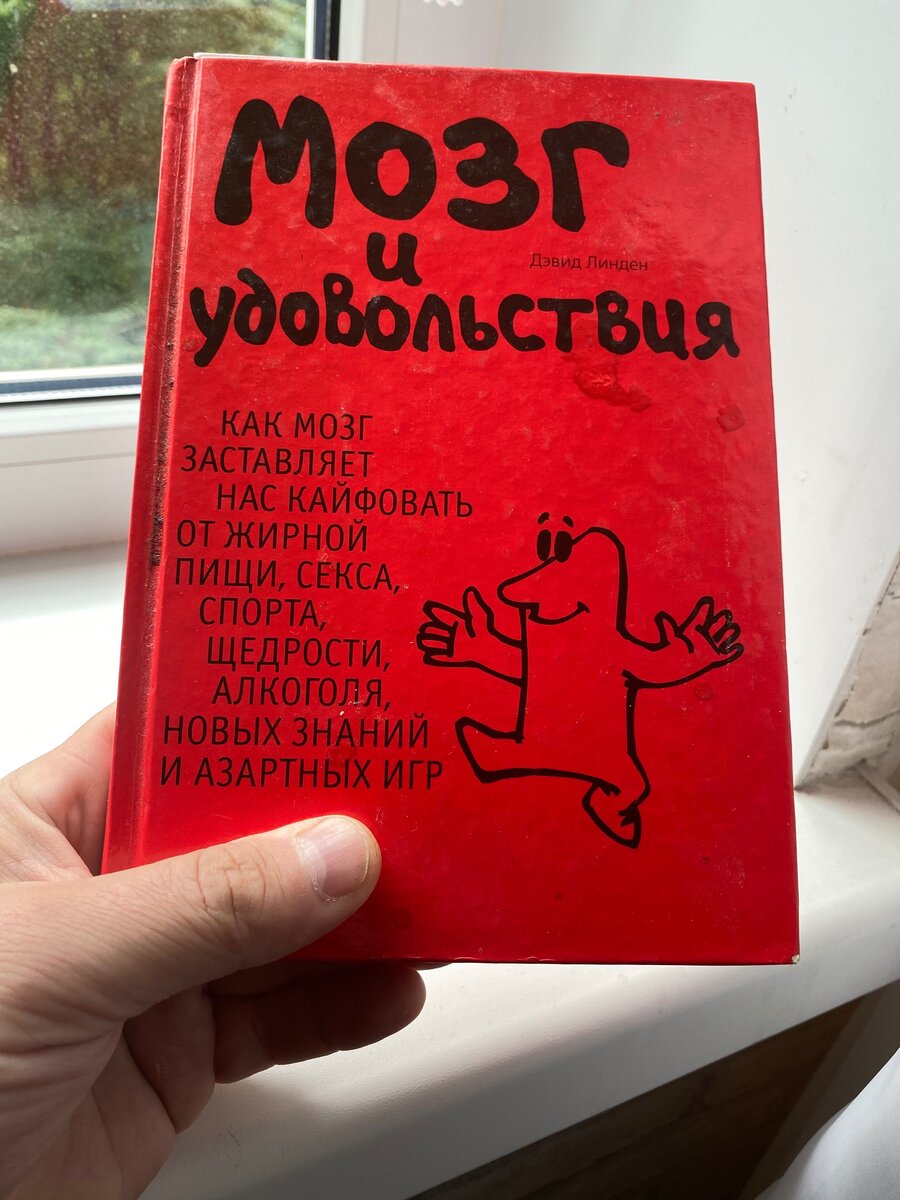 Мозг
и
Дэвид Линден
удовольствия
КАК МОЗГ
ЗАСТАВЛЯЕТ
НАС КАЙФОВАТЬ
ОТ ЖИРНОЙ
ПИЩИ, СЕКСА,
СПОРТА,
ЩЕДРОСТИ,
АЛКОГОЛЯ,
НОВЫХ ЗНАНИЙ
И АЗАРТНЫХ ИГР